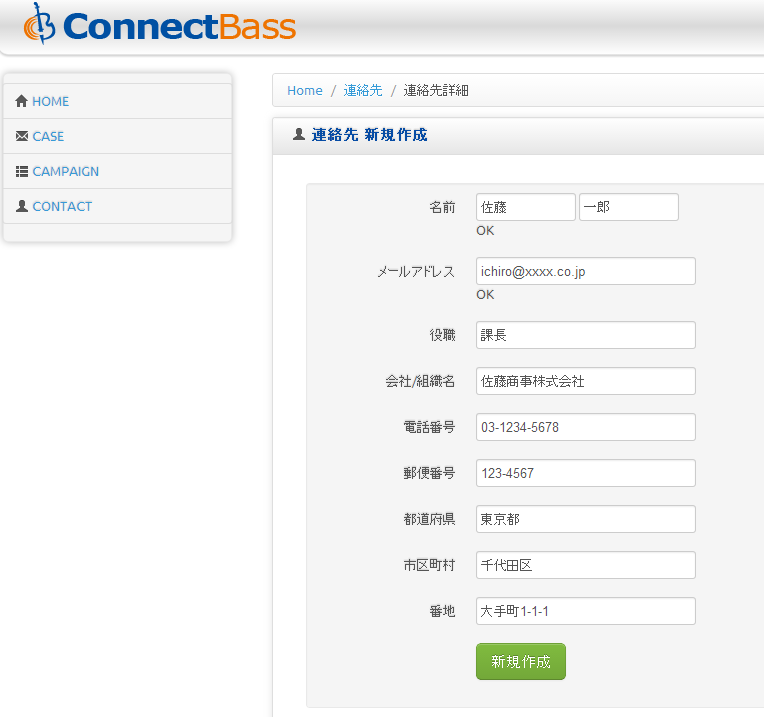 ConnectBass
HOME
CASE
CAMPAIGN
CONTACT
Home / 連絡先 / 連絡先詳細
連絡先 新規作成
名前 佐藤 一郎
OK
メールアドレス ichiro@xxxx.co.jp
OK
役職 課長
会社/組織名 佐藤商事株式会社
電話番号 03-1234-5678
郵便番号 123-4567
都道府県 東京都
市区町村 千代田区
番地 大手町1-1-1
新規作成